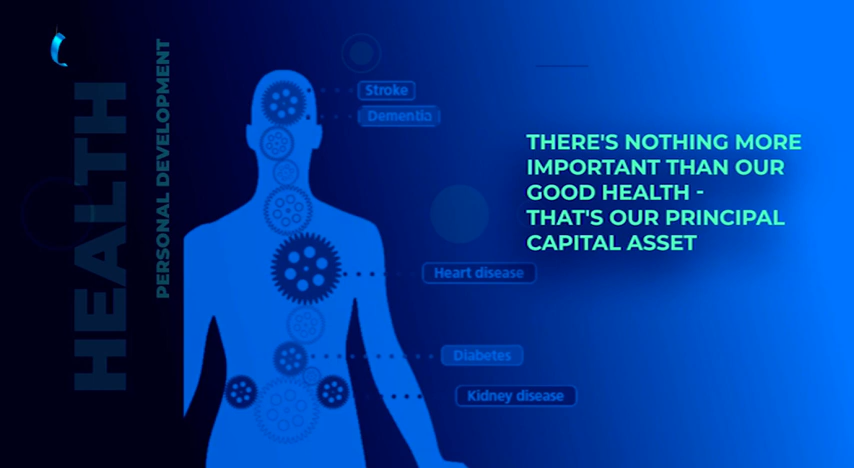 HEALTH
PERSONAL DEVELOPMENT
Stroke
Dementia
Heart disease
Diabetes
Kidney disease
THERE'S NOTHING MORE
IMPORTANT THAN OUR
GOOD HEALTH -
THAT'S OUR PRINCIPAL
CAPITAL ASSET